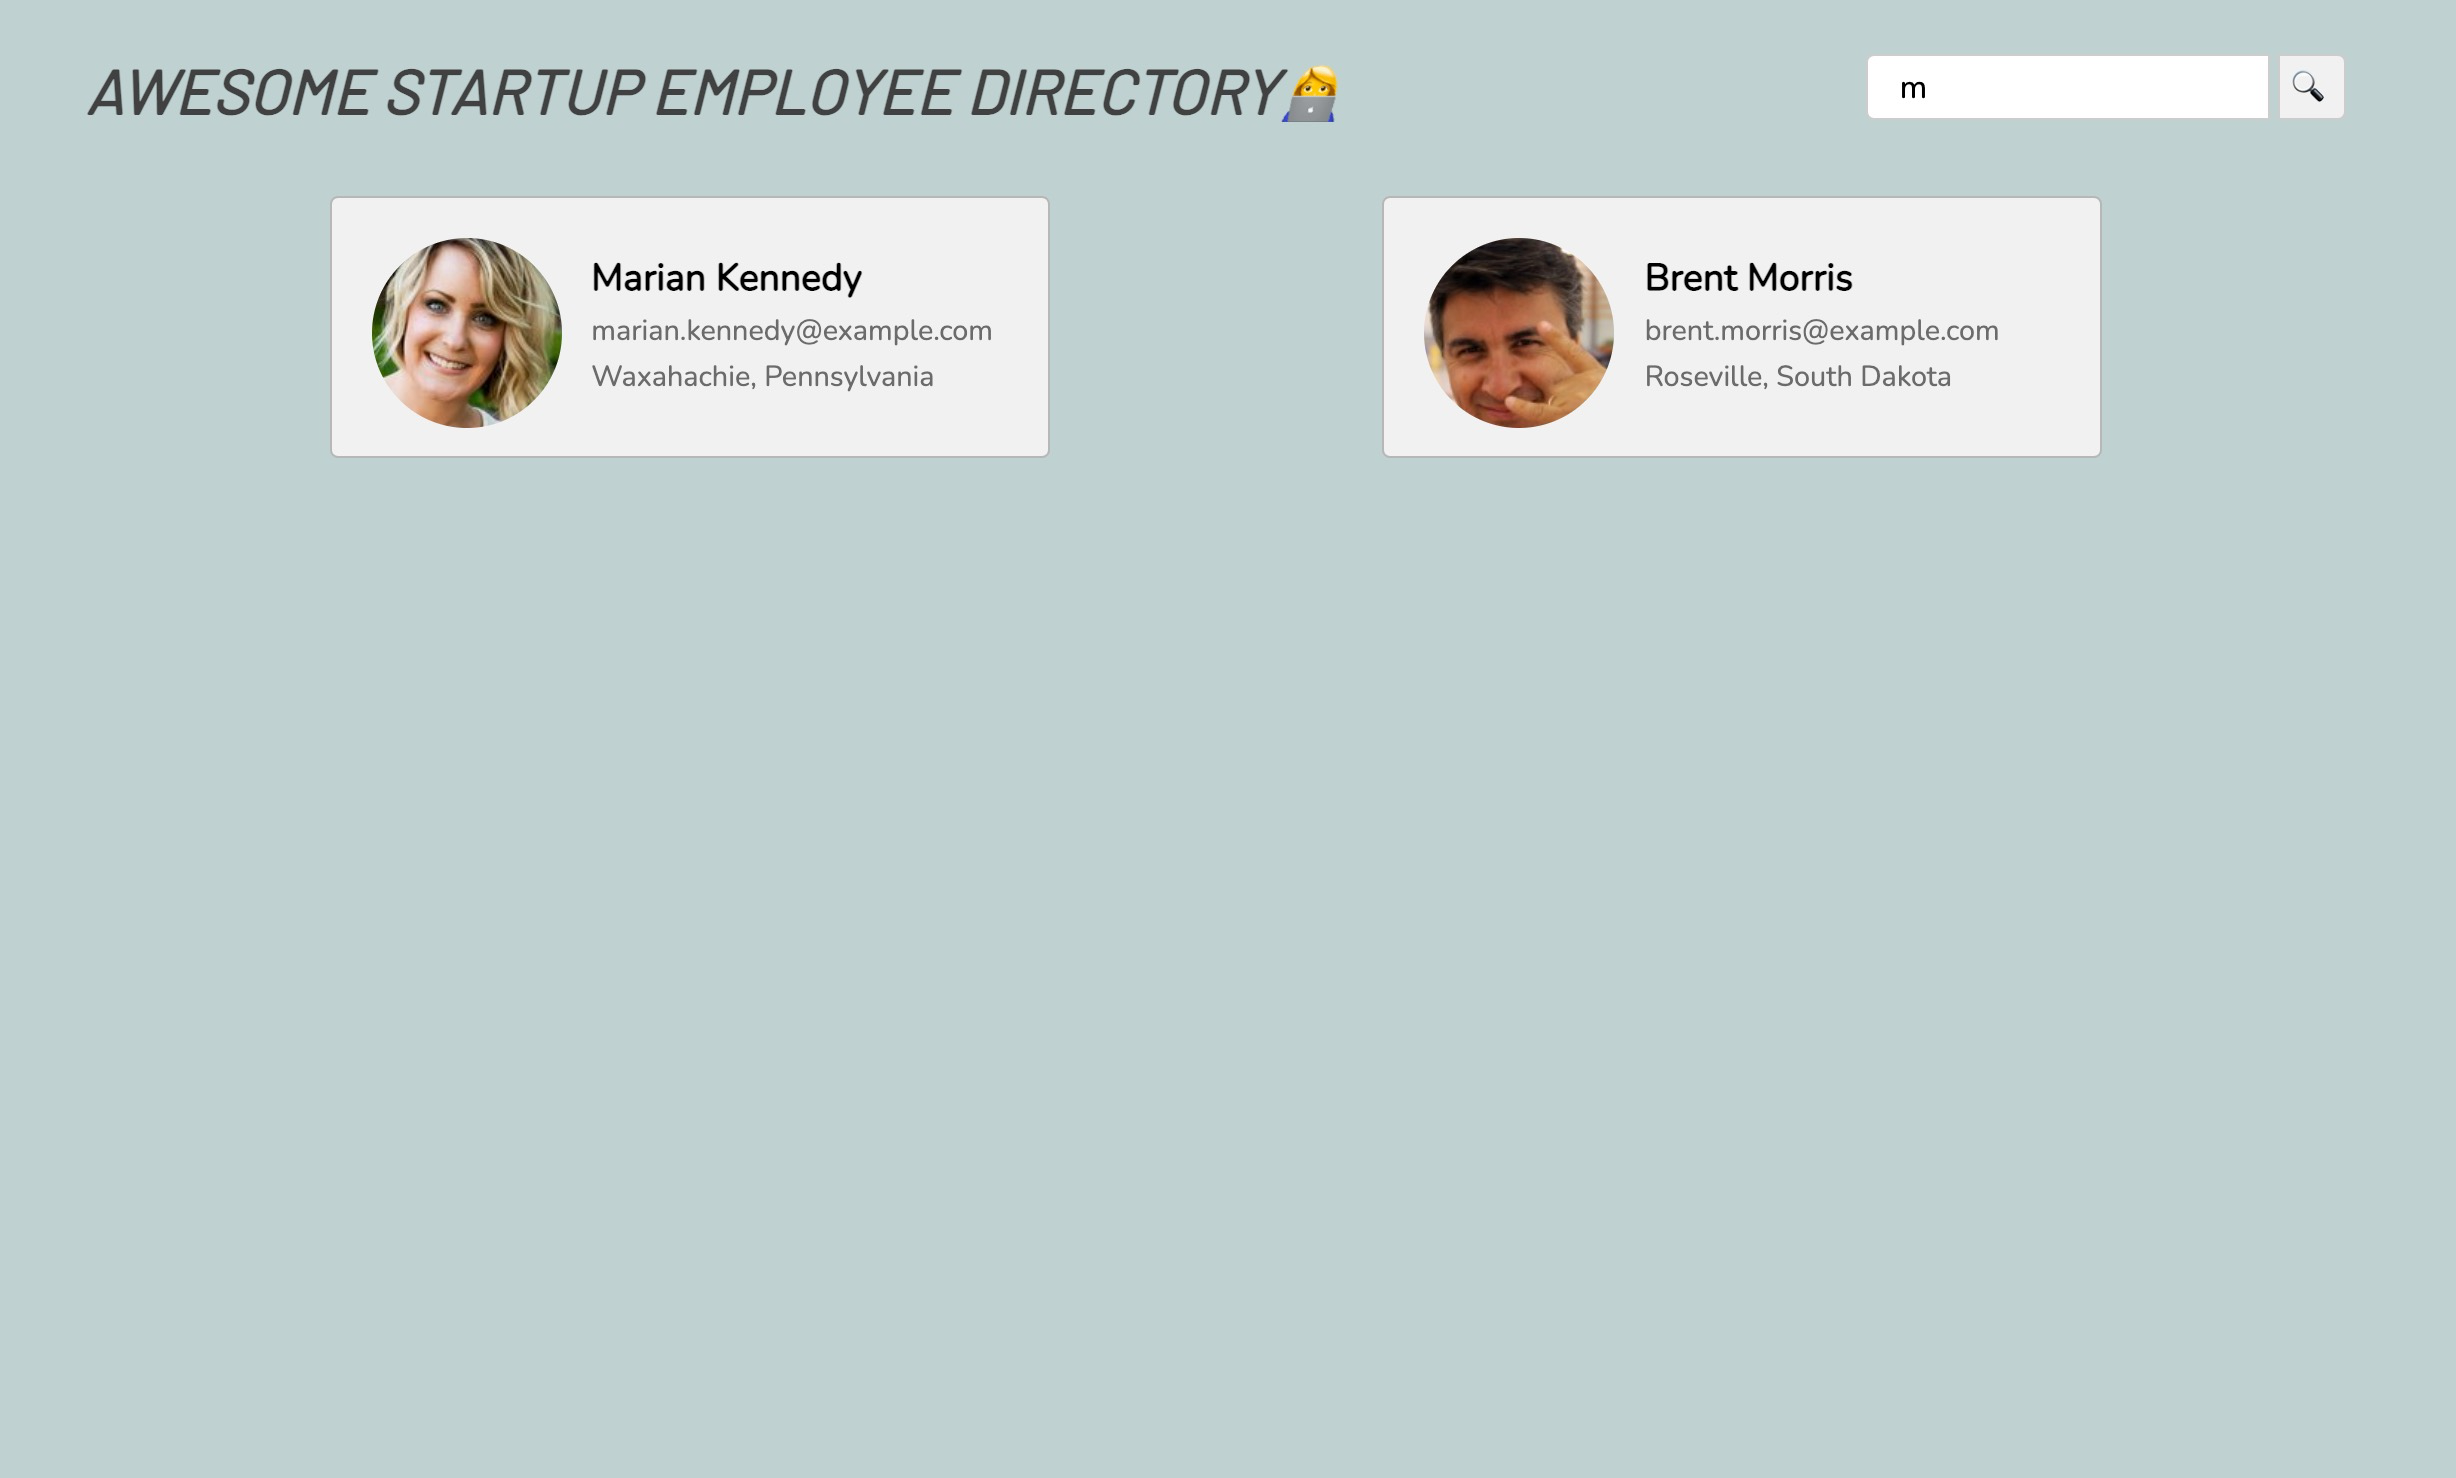 AWESOME STARTUP EMPLOYEE DIRECTORY👩‍💻
m
🔍
Marian Kennedy
marian.kennedy@example.com
Waxahachie, Pennsylvania
Brent Morris
brent.morris@example.com
Roseville, South Dakota